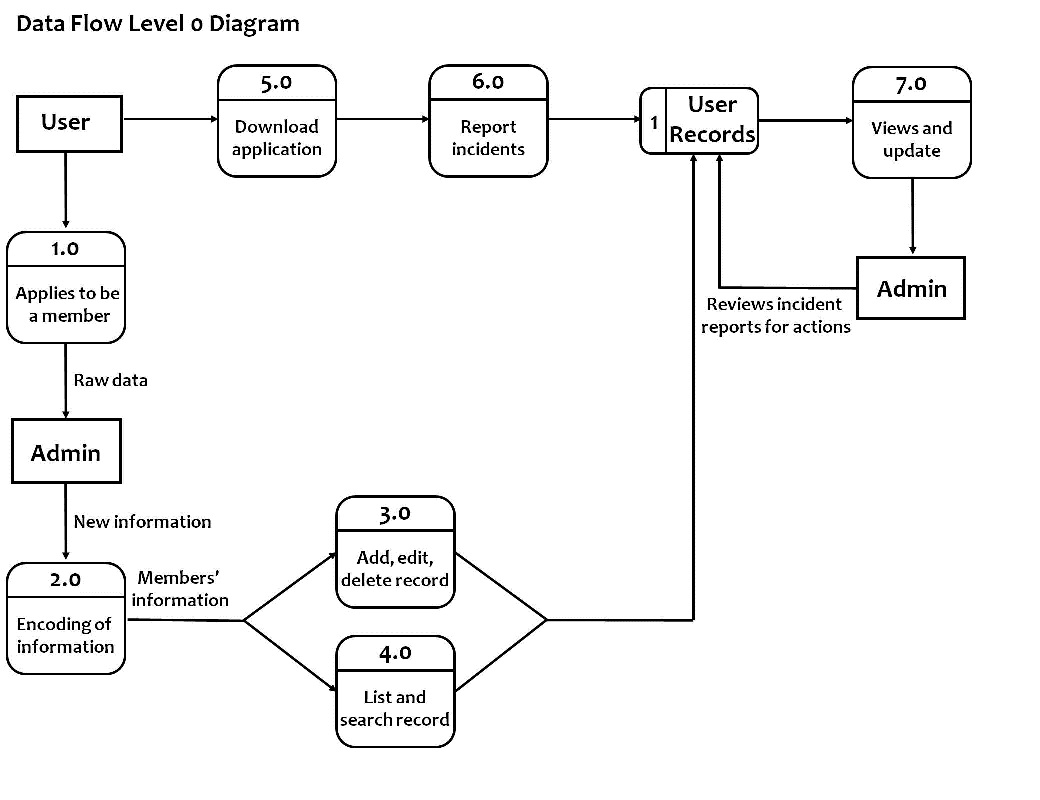 Data Flow Level 0 Diagram
User
5.0
Download
application
6.0
Report
incidents
1
User
Records
7.0
Views and
update
1.0
Applies to be
a member
Admin
Reviews incident
reports for actions
Raw data
Admin
New information
2.0
Encoding of
information
Members'
information
3.0
Add, edit,
delete record
4.0
List and
search record